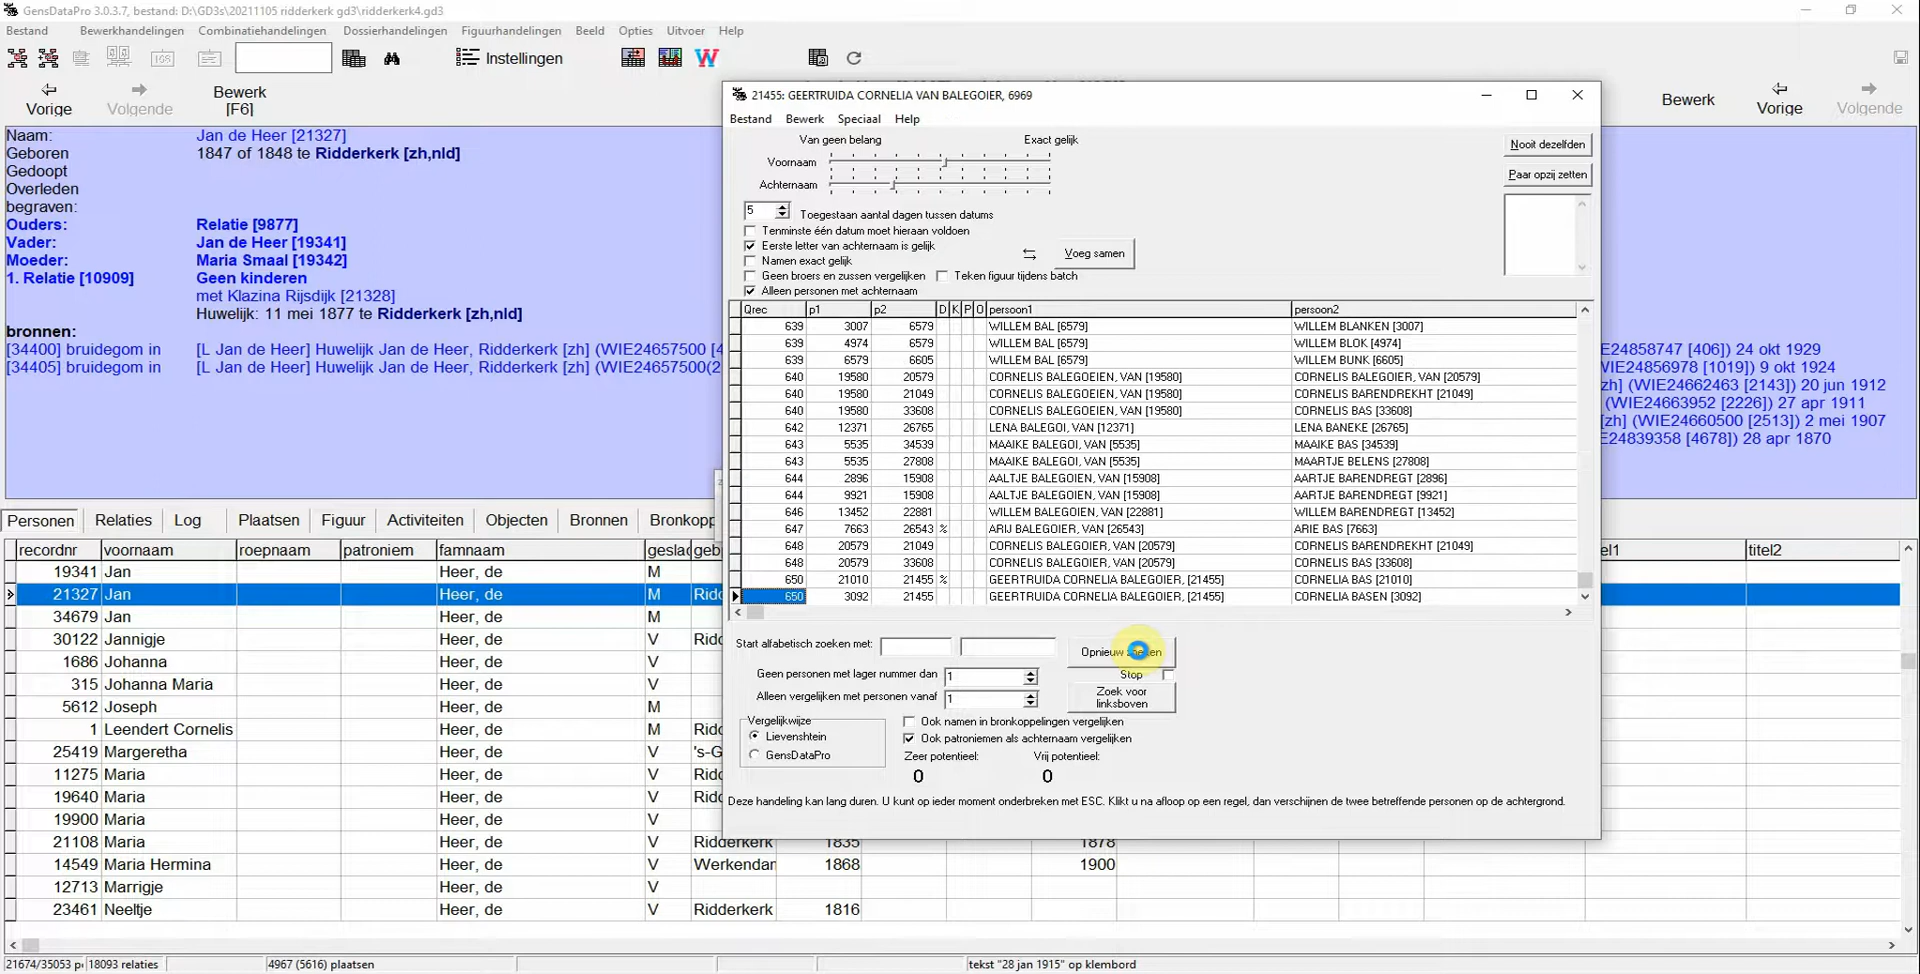 GensDataPro 3.0.3.7, bestand: D:\GD3s\20211105 ridderkerk gd3\ridderkerk4.gd3
Bestand Bewerkhandelingen Combinatiehandelingen Dossierhandelingen Figuurhandelingen Beeld Opties Uitvoer Help
Instellingen
Vorige Volgende Bewerk [F6]
Bewerk Vorige Volgende
Naam: Jan de Heer [21327]
Geboren 1847 of 1848 te Ridderkerk [zh,nld]
Gedoopt
Overleden
begraven:
Ouders: Relatie [9877]
Vader: Jan de Heer [19341]
Moeder: Maria Smaal [19342]
1. Relatie [10909] Geen kinderen
met Klazina Rijsdijk [21328]
Huwelijk: 11 mei 1877 te Ridderkerk [zh,nld]
bronnen:
[34400] bruidegom in [L Jan de Heer] Huwelijk Jan de Heer, Ridderkerk [zh] (WIE24657500 [4
[34405] bruidegom in [L Jan de Heer] Huwelijk Jan de Heer, Ridderkerk [zh] (WIE24657500(2
E24858747 [406]) 24 okt 1929
WIE24856978 [1019]) 9 okt 1924
zh] (WIE24662463 [2143]) 20 jun 1912
(WIE24663952 [2226]) 27 apr 1911
[zh] (WIE24660500 [2513]) 2 mei 1907
E24839358 [4678]) 28 apr 1870
21455: GEERTRUIDA CORNELIA VAN BALEGOIER, 6969
Bestand Bewerk Speciaal Help
Van geen belang Exact gelijk
Voornaam
Achternaam
Nooit dezelfden
Paar opzij zetten
5 Toegestaan aantal dagen tussen datums
Tenminste één datum moet hieraan voldoen
Eerste letter van achternaam is gelijk
Namen exact gelijk
Voeg samen
Geen broers en zussen vergelijken Teken figuur tijdens batch
Alleen personen met achternaam
Qrec p1 p2 D K P O persoon1 persoon2
639 3007 6579 WILLEM BAL [6579] WILLEM BLANKEN [3007]
639 4974 6579 WILLEM BAL [6579] WILLEM BLOK [4974]
639 6579 6605 WILLEM BAL [6579] WILLEM BUNK [6605]
640 19580 20579 CORNELIS BALEGOEIEN, VAN [19580] CORNELIS BALEGOIER, VAN [20579]
640 19580 21049 CORNELIS BALEGOEIEN, VAN [19580] CORNELIS BARENDREKHT [21049]
640 19580 33608 CORNELIS BALEGOEIEN, VAN [19580] CORNELIS BAS [33608]
642 12371 26765 LENA BALEGOI, VAN [12371] LENA BANEKE [26765]
643 5535 34539 MAAIKE BALEGOI, VAN [5535] MAAIKE BAS [34539]
643 5535 27808 MAAIKE BALEGOI, VAN [5535] MAARTJE BELENS [27808]
644 2896 15908 AALTJE BALEGOIEN, VAN [15908] AARTJE BARENDREGT [2896]
644 9921 15908 AALTJE BALEGOIEN, VAN [15908] AARTJE BARENDREGT [9921]
646 13452 22881 WILLEM BALEGOIEN, VAN [22881] WILLEM BARENDREGT [13452]
647 7663 26543 % ARIJ BALEGOIER, VAN [26543] ARIE BAS [7663]
648 20579 21049 CORNELIS BALEGOIER, VAN [20579] CORNELIS BARENDREKHT [21049]
648 20579 33608 CORNELIS BALEGOIER, VAN [20579] CORNELIS BAS [33608]
650 21010 21455 % GEERTRUIDA CORNELIA BALEGOIER, [21455] CORNELIA BAS [21010]
650 3092 21455 GEERTRUIDA CORNELIA BALEGOIER, [21455] CORNELIA BASEN [3092]
Start alfabetisch zoeken met: Opnieuw
Geen personen met lager nummer dan 1 Stop
Alleen vergelijken met personen vanaf 1 Zoek voor linksboven
Vergelijkwijze
Lievenshtein
GensDataPro
Ook namen in bronkoppelingen vergelijken
Ook patroniemen als achternaam vergelijken
Zeer potentieel: Vrij potentieel:
0 0
Deze handeling kan lang duren. U kunt op ieder moment onderbreken met ESC. Klikt u na afloop op een regel, dan verschijnen de twee betreffende personen op de achtergrond.
Personen Relaties Log Plaatsen Figuur Activiteiten Objecten Bronnen Bronkopp
recordnr voornaam roepnaam patroniem famnaam geslac geb el1 titel2
19341 Jan Heer, de M
21327 Jan Heer, de M Ridd
34679 Jan Heer, de M
30122 Jannigje Heer, de V Ridd
1686 Johanna Heer, de V
315 Johanna Maria Heer, de V
5612 Joseph Heer, de M
1 Leendert Cornelis Heer, de M Ridd
25419 Margeretha Heer, de V 's-G
11275 Maria Heer, de V Ridd
19640 Maria Heer, de V Ridd
19900 Maria Heer, de V
21108 Maria Heer, de V Ridderkerk 1835 1878
14549 Maria Hermina Heer, de V Werkendam 1868 1900
12713 Marrigje Heer, de V
23461 Neeltje Heer, de V Ridderkerk 1816
21674/35053 p 18093 relaties 4967 (5616) plaatsen tekst "28 jan 1915" op klembord